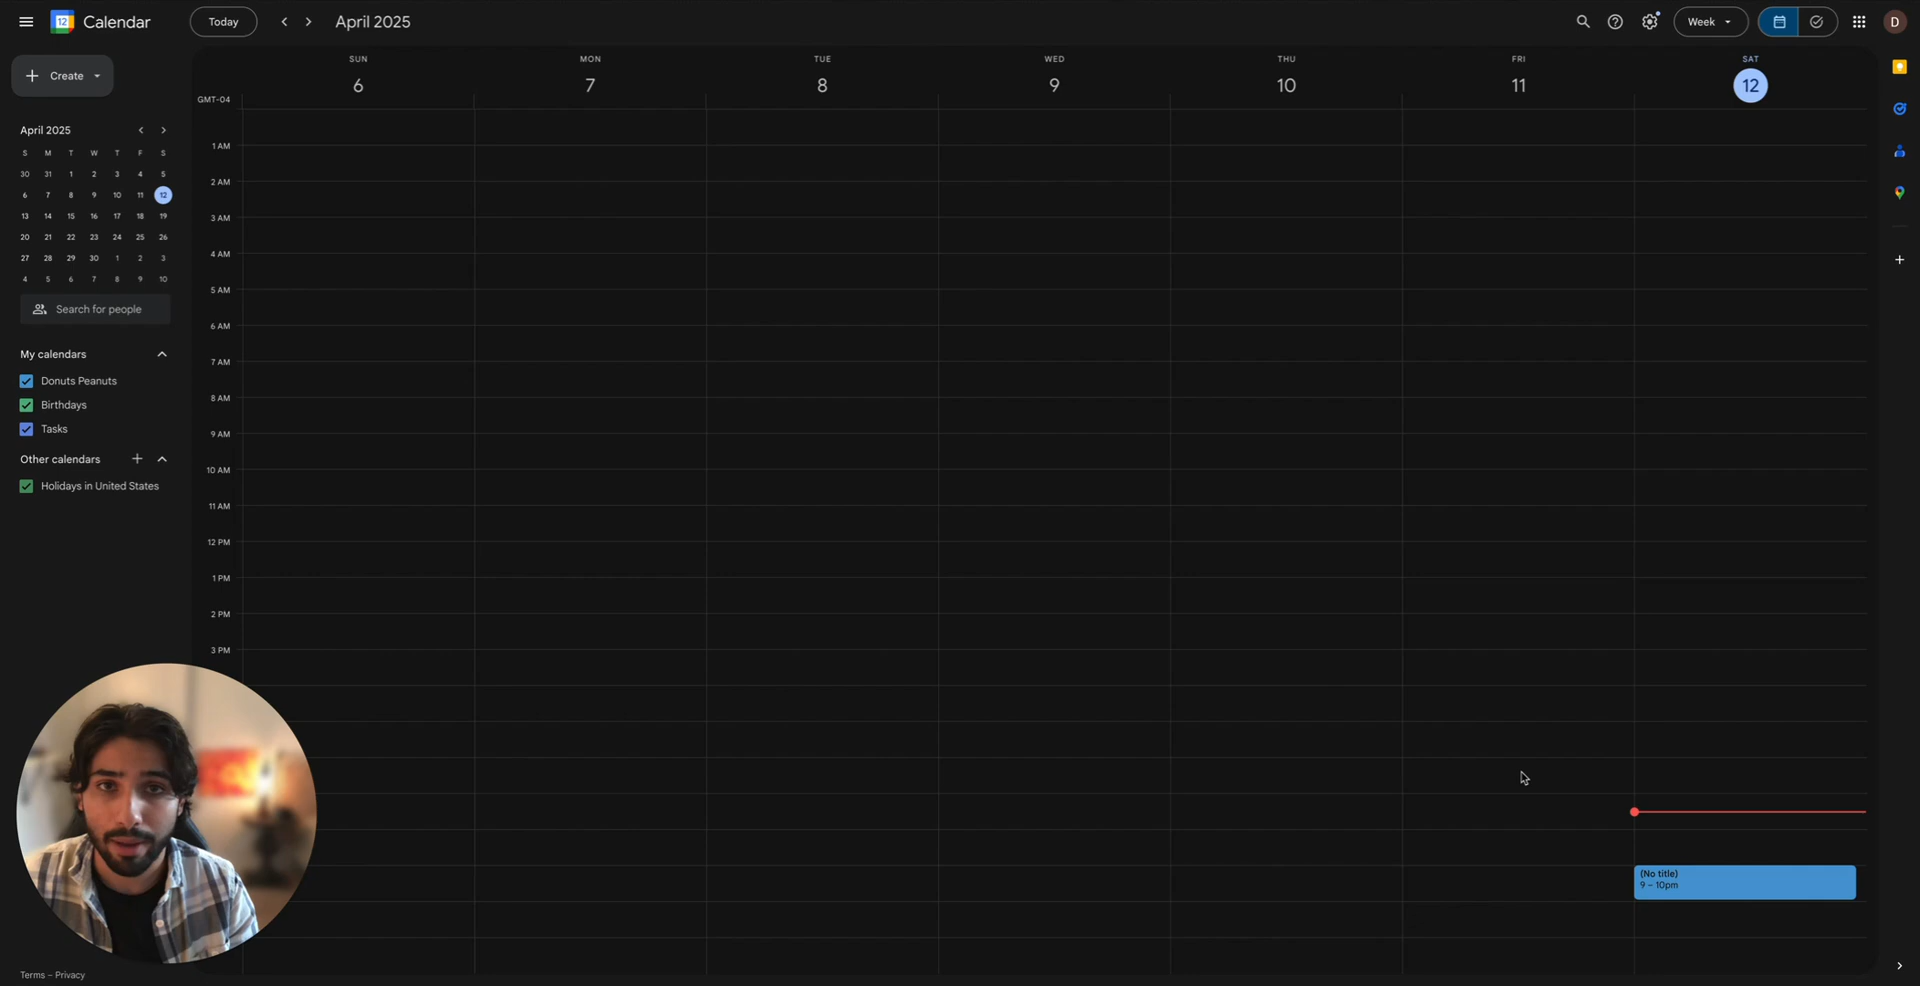 12 Calendar
Today
April 2025
Week
D
Create
April 2025
S M T W T F S
30 31 1 2 3 4 5
6 7 8 9 10 11 12
13 14 15 16 17 18 19
20 21 22 23 24 25 26
27 28 29 30 1 2 3
4 5 6 7 8 9 10
Search for people
My calendars
Donuts Peanuts
Birthdays
Tasks
Other calendars
Holidays in United States
Terms – Privacy
SUN MON TUE WED THU FRI SAT
6 7 8 9 10 11 12
GMT-04
1 AM
2 AM
3 AM
4 AM
5 AM
6 AM
7 AM
8 AM
9 AM
10 AM
11 AM
12 PM
1 PM
2 PM
3 PM
(No title)
9 – 10pm